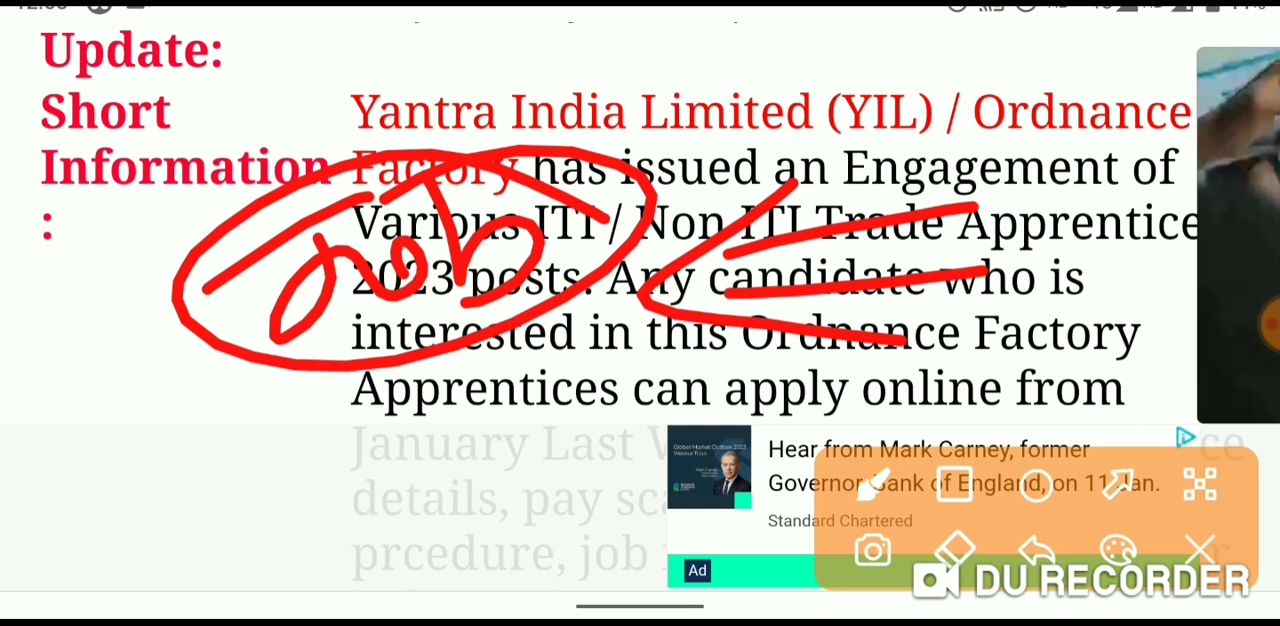 Update:
Short
Information
:
Yantra India Limited (YIL) / Ordnance
Factory has issued an Engagement of
Various ITI / Non ITI Trade Apprentice
2023 posts. Any candidate who is
interested in this Ordnance Factory
Apprentices can apply online from
January Last
details, pay
prcedure, job
Job
Hear from Mark Carney, former
Governor Bank of England, on 11 Jan.
Standard Chartered
Ad
DU RECORDER